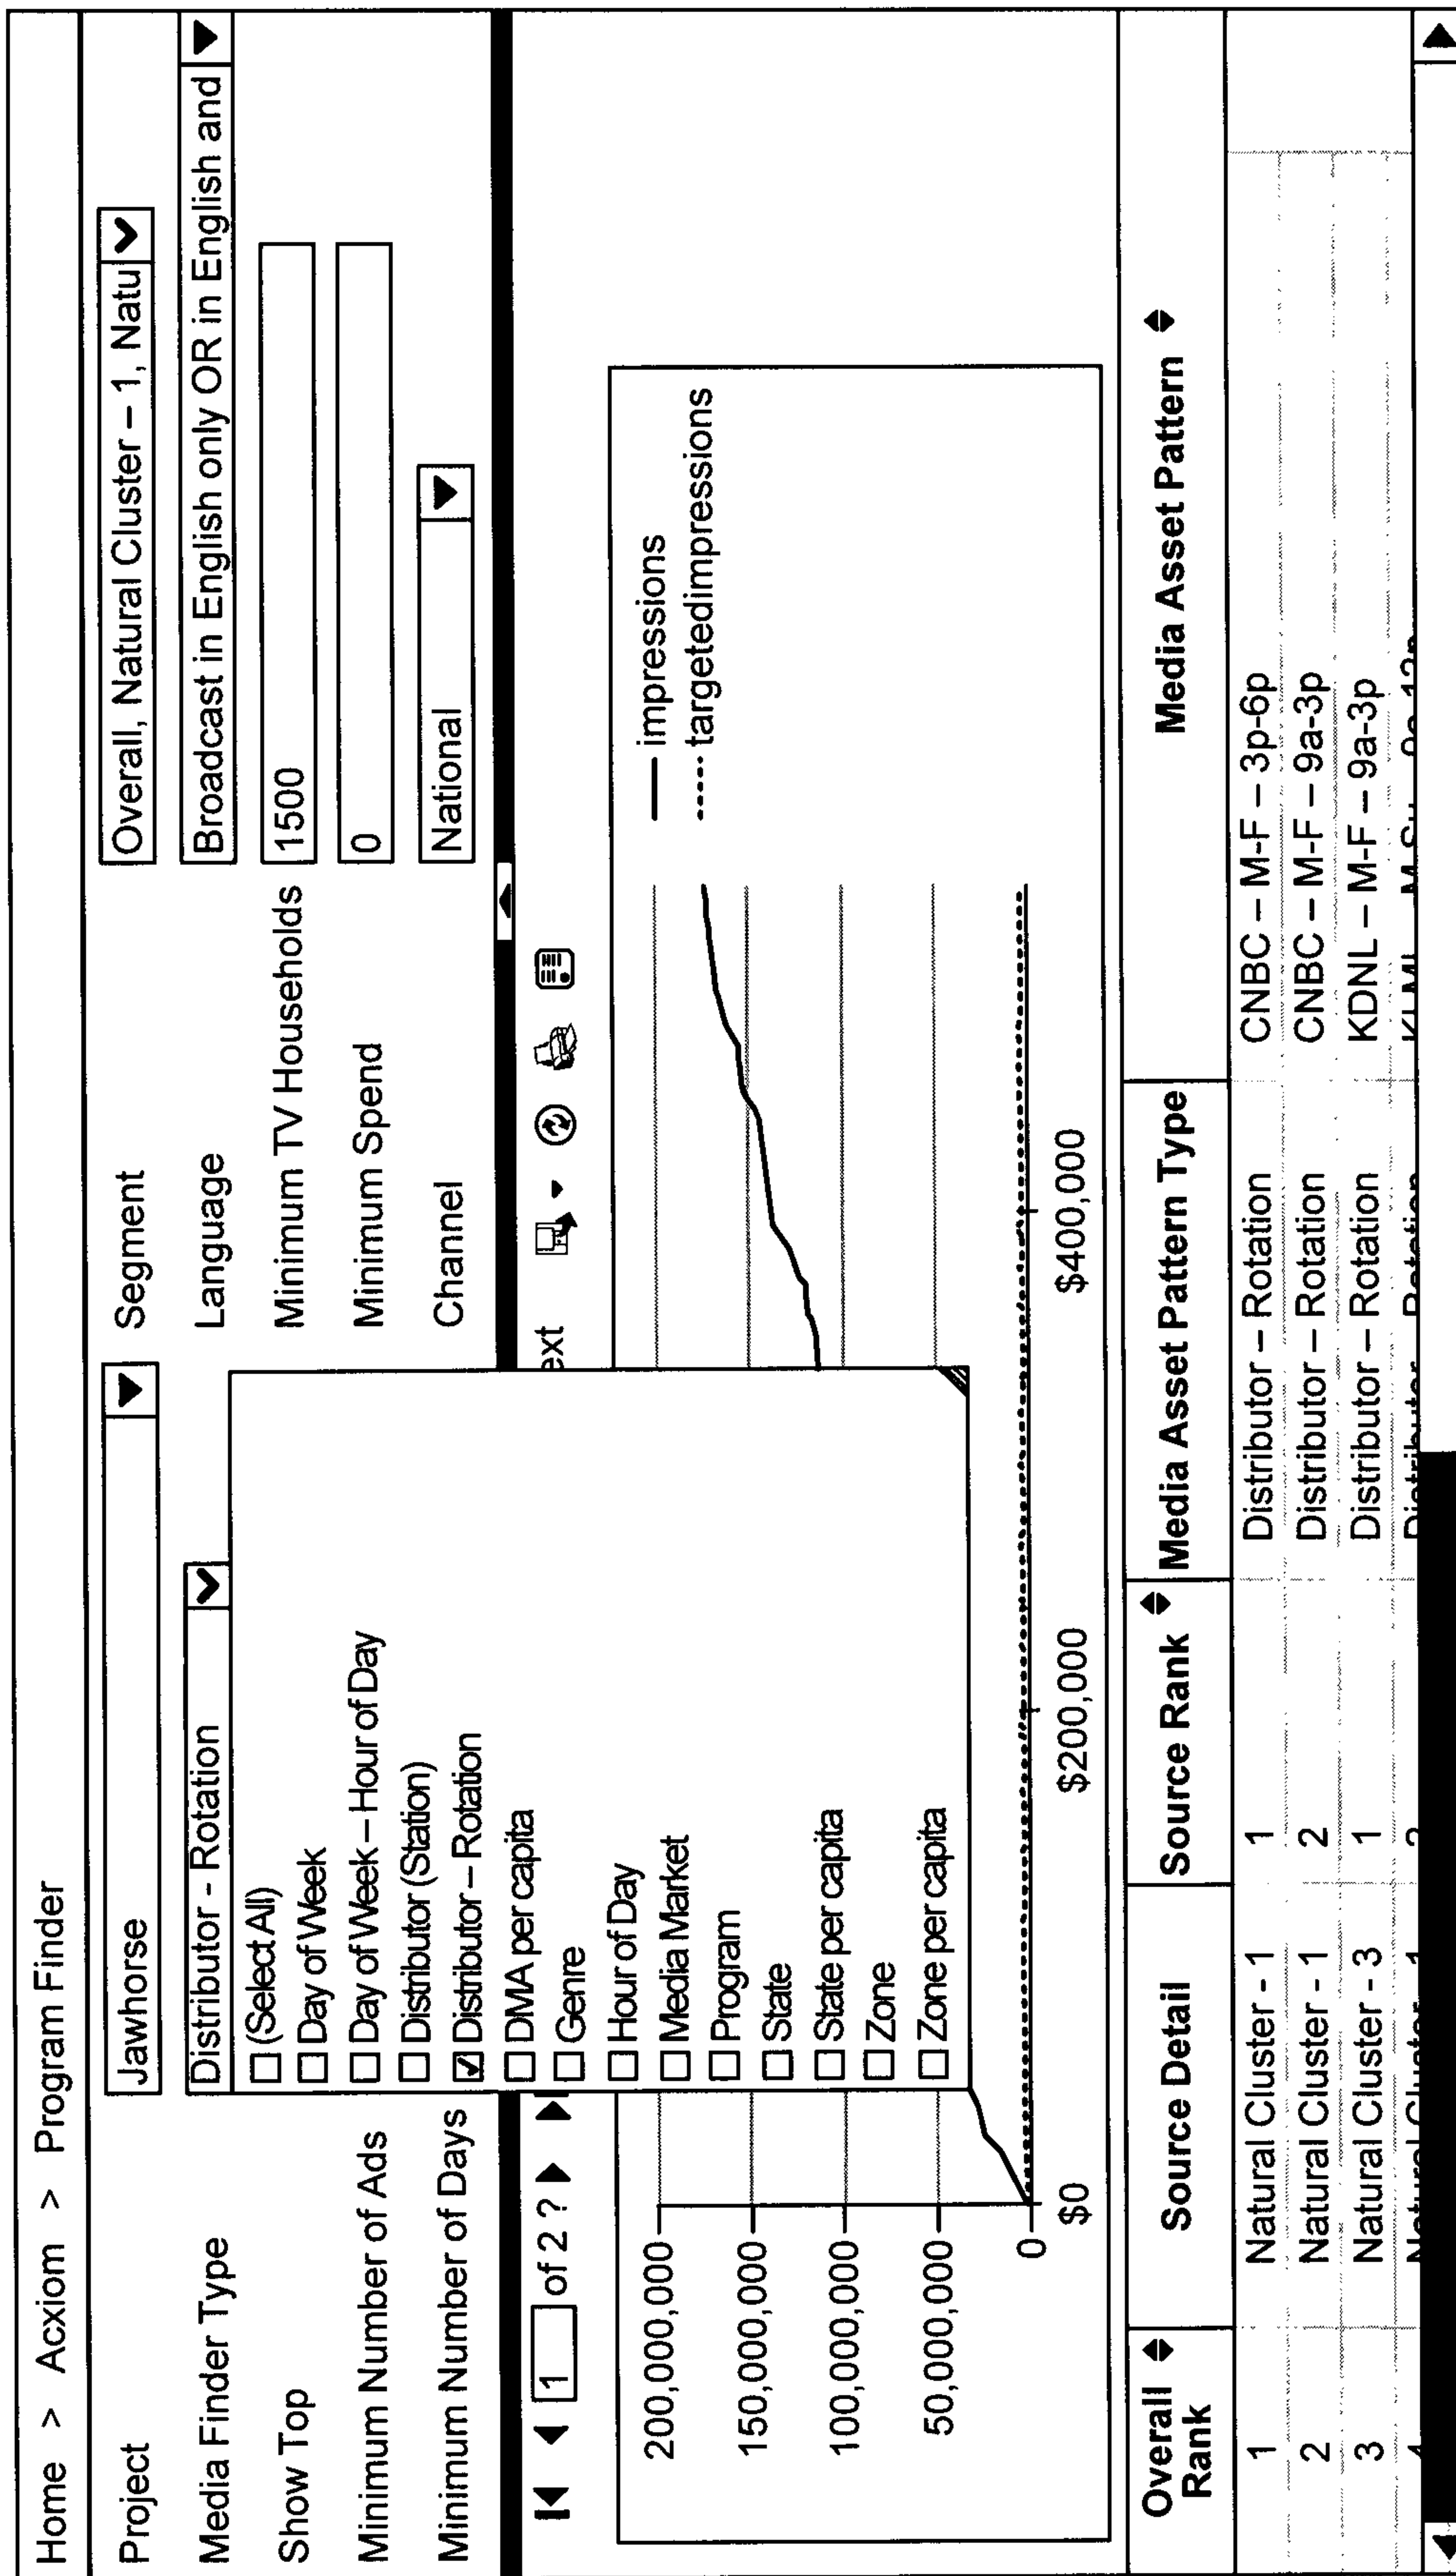 Home > Acxiom > Program Finder
Project Jawhorse Segment Overall, Natural Cluster – 1, Natu
Media Finder Type Distributor - Rotation Language Broadcast in English only OR in English and
Show Top Minimum TV Households 1500
Minimum Number of Ads Minimum Spend 0
Minimum Number of Days Channel National
(Select All)
Day of Week
Day of Week – Hour of Day
Distributor (Station)
Distributor – Rotation
DMA per capita
Genre
Hour of Day
Media Market
Program
State
State per capita
Zone
Zone per capita
1 of 2 ? ext
impressions
targetedimpressions
200,000,000
150,000,000
100,000,000
50,000,000
0
$0 $200,000 $400,000
Overall Rank Source Detail Source Rank Media Asset Pattern Type Media Asset Pattern
1 Natural Cluster - 1 1 Distributor – Rotation CNBC – M-F – 3p-6p
2 Natural Cluster - 1 2 Distributor – Rotation CNBC – M-F – 9a-3p
3 Natural Cluster - 3 1 Distributor – Rotation KDNL – M-F – 9a-3p